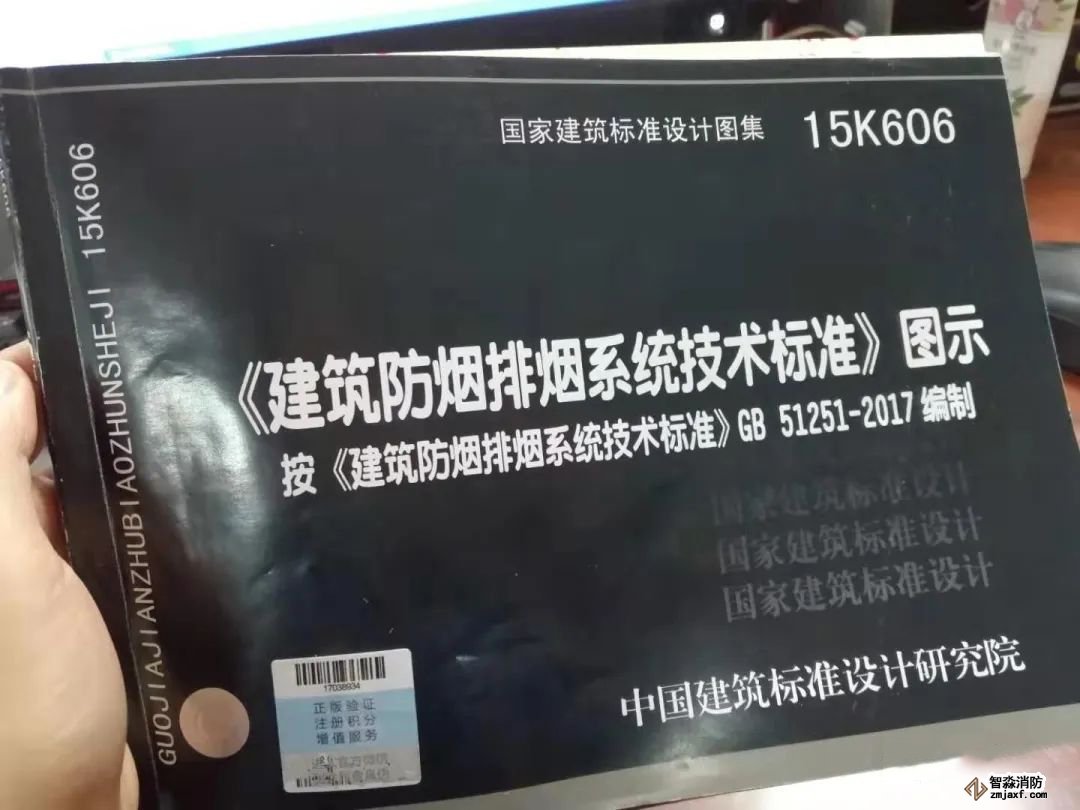 国家建筑标准设计图集 15K606
《建筑防烟排烟系统技术标准》图示
按《建筑防烟排烟系统技术标准》GB 51251-2017编制
国家建筑标准设计
国家建筑标准设计
国家建筑标准设计
中国建筑标准设计研究院
GUOJIAJIANZHUBIAOZHUNSHEJI 15K606
17038934
正版验证
注册积分
增值服务
智淼消防
zmjaxf.com